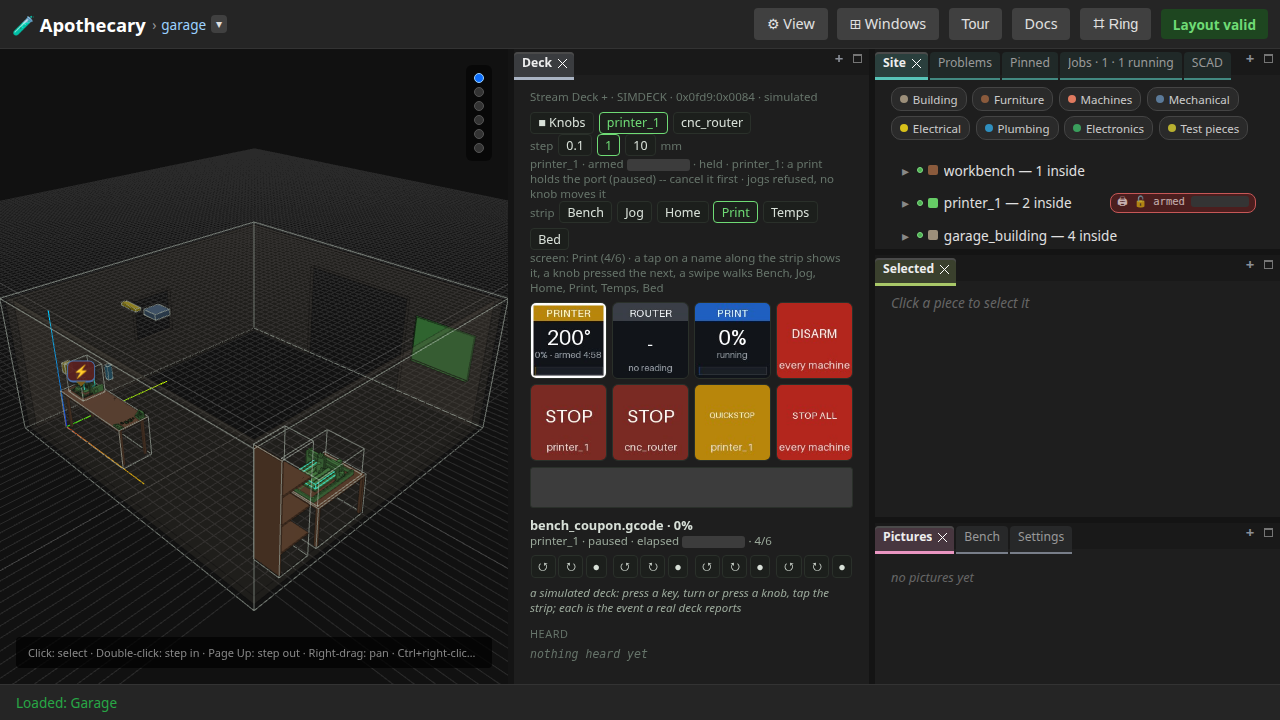 Apothecary › garage ▾
⚙ View
⊞ Windows
Tour
Docs
⌗ Ring
Layout valid
Click: select · Double-click: step in · Page Up: step out · Right-drag: pan · Ctrl+right-clic...
Loaded: Garage
Deck
Stream Deck + · SIMDECK · 0x0fd9:0x0084 · simulated
■ Knobs printer_1 cnc_router
step 0.1 1 10 mm
printer_1 · armed · held · printer_1: a print
holds the port (paused) -- cancel it first · jogs refused, no
knob moves it
strip Bench Jog Home Print Temps
Bed
screen: Print (4/6) · a tap on a name along the strip shows
it, a knob pressed the next, a swipe walks Bench, Jog,
Home, Print, Temps, Bed
PRINTER
200°
0% · armed 4:58
ROUTER
-
no reading
PRINT
0%
running
DISARM
every machine
STOP
printer_1
STOP
cnc_router
QUICKSTOP
printer_1
STOP ALL
every machine
bench_coupon.gcode · 0%
printer_1 · paused · elapsed · 4/6
↺ ↻ ● ↺ ↻ ● ↺ ↻ ● ↺ ↻ ●
a simulated deck: press a key, turn or press a knob, tap the
strip; each is the event a real deck reports
HEARD
nothing heard yet
Site Problems Pinned Jobs · 1 · 1 running SCAD
Building Furniture Machines Mechanical
Electrical Plumbing Electronics Test pieces
▸ workbench — 1 inside
▸ printer_1 — 2 inside armed
▸ garage_building — 4 inside
Selected
Click a piece to select it
Pictures Bench Settings
no pictures yet